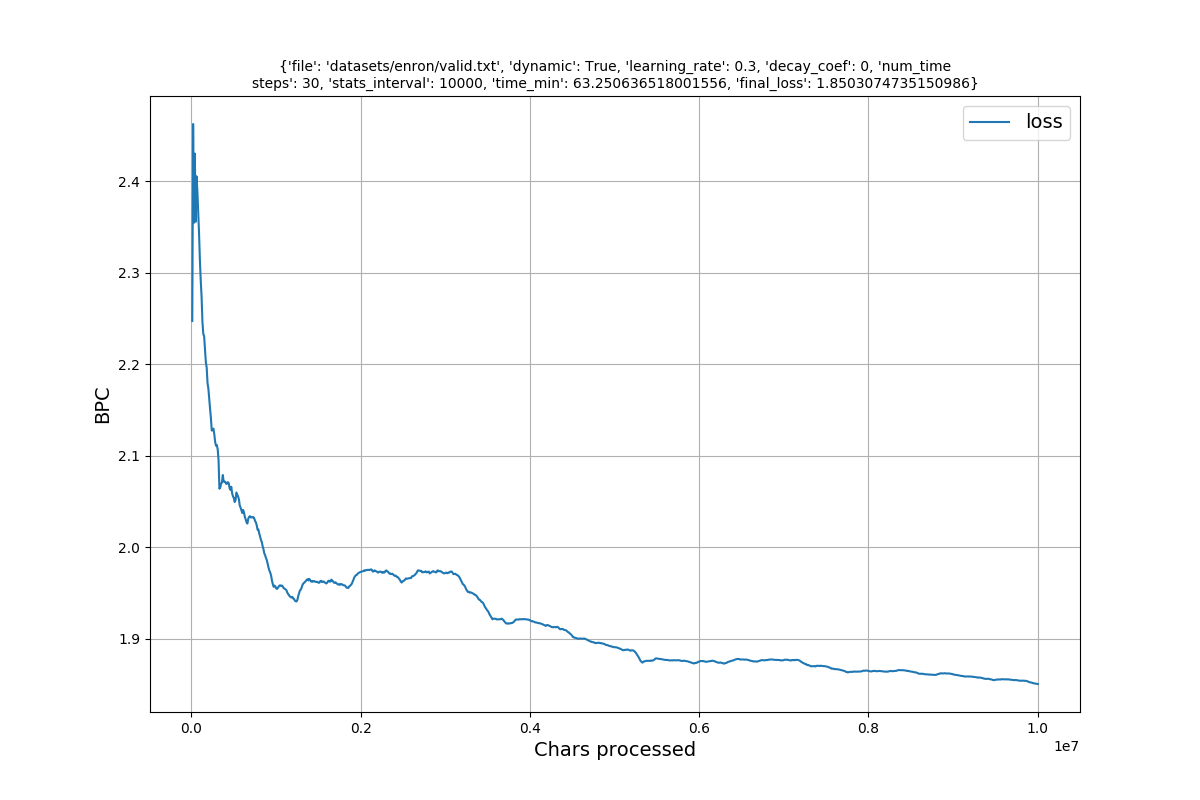 {'file': 'datasets/enron/valid.txt', 'dynamic': True, 'learning_rate': 0.3, 'decay_coef': 0, 'num_time
steps': 30, 'stats_interval': 10000, 'time_min': 63.250636518001556, 'final_loss': 1.8503074735150986}
loss
2.4
2.3
2.2
2.1
2.0
1.9
BPC
0.0 0.2 0.4 0.6 0.8 1.0
1e7
Chars processed